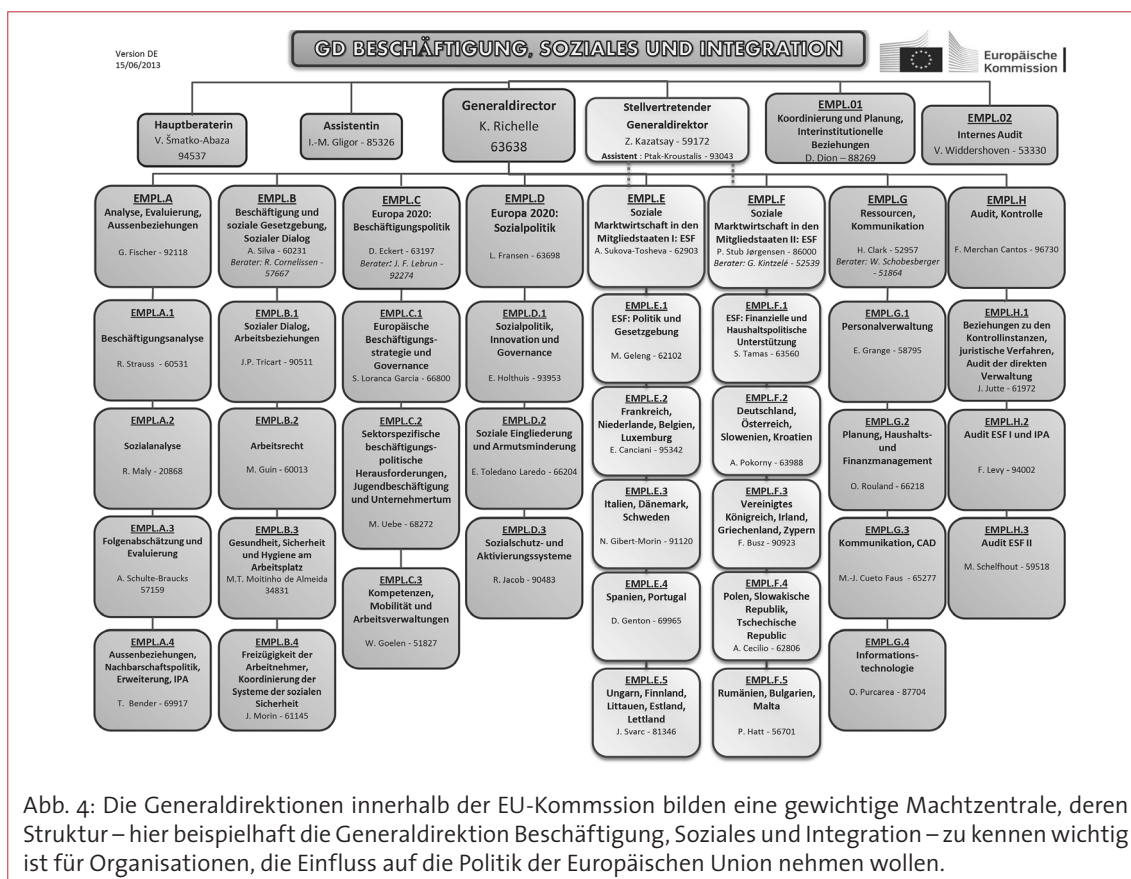 Version DE
15/06/2013
GD BESCHÄFTIGUNG, SOZIALES UND INTEGRATION
Europäische
Kommission
Hauptberaterin
V. Šmatko-Abaza
94537
Assistentin
I.-M. Gligor - 85326
Generaldirector
K. Richelle
63638
Stellvertretender
Generaldirektor
Z. Kazatsay - 59172
Assistent : Ptak-Kroustalis - 93043
EMPL.01
Koordinierung und Planung,
Interinstitutionelle
Beziehungen
D. Dion – 88269
EMPL.02
Internes Audit
V. Widdershoven - 53330
EMPL.A
Analyse, Evaluierung,
Aussenbeziehungen
G. Fischer - 92118
EMPL.B
Beschäftigung und
soziale Gesetzgebung,
Sozialer Dialog
A. Silva - 60231
Berater: R. Cornelissen -
57667
EMPL.C
Europa 2020:
Beschäftigungspolitik
D. Eckert - 63197
Berater: J. F. Lebrun -
92274
EMPL.D
Europa 2020:
Sozialpolitik
L. Fransen - 63698
EMPL.E
Soziale
Marktwirtschaft in den
Mitgliedstaaten I: ESF
A. Sukova-Tosheva - 62903
EMPL.F
Soziale
Marktwirtschaft in den
Mitgliedstaaten II: ESF
P. Stub Jørgensen - 86000
Berater: G. Kintzelé - 52539
EMPL.G
Ressourcen,
Kommunikation
H. Clark - 52957
Berater: W. Schobesberger
- 51864
EMPL.H
Audit, Kontrolle
F. Merchan Cantos - 96730
EMPL.A.1
Beschäftigungsanalyse
R. Strauss - 60531
EMPL.B.1
Sozialer Dialog,
Arbeitsbeziehungen
J.P. Tricart - 90511
EMPL.C.1
Europäische
Beschäftigungs-
strategie und
Governance
S. Loranca Garcia - 66800
EMPL.D.1
Sozialpolitik,
Innovation und
Governance
E. Holthuis - 93953
EMPL.E.1
ESF: Politik und
Gesetzgebung
M. Geleng - 62102
EMPL.F.1
ESF: Finanzielle und
Haushaltspolitische
Unterstützung
S. Tamas - 63560
EMPL.G.1
Personalverwaltung
E. Grange - 58795
EMPL.H.1
Beziehungen zu den
Kontrollinstanzen,
juristische Verfahren,
Audit der direkten
Verwaltung
J. Jutte - 61972
EMPL.A.2
Sozialanalyse
R. Maly - 20868
EMPL.B.2
Arbeitsrecht
M. Guin - 60013
EMPL.C.2
Sektorspezifische
beschäftigungs-
politische
Herausforderungen,
Jugendbeschäftigung
und Unternehmertum
M. Uebe - 68272
EMPL.D.2
Soziale Eingliederung
und Armutsminderung
E. Toledano Laredo - 66204
EMPL.E.2
Frankreich,
Niederlande, Belgien,
Luxemburg
E. Canciani - 95342
EMPL.F.2
Deutschland,
Österreich,
Slowenien, Kroatien
A. Pokorny - 63988
EMPL.G.2
Planung, Haushalts-
und
Finanzmanagement
O. Rouland - 66218
EMPL.H.2
Audit ESF I und IPA
F. Levy - 94002
EMPL.A.3
Folgenabschätzung und
Evaluierung
A. Schulte-Braucks
57159
EMPL.B.3
Gesundheit, Sicherheit
und Hygiene am
Arbeitsplatz
M.T. Moitinho de Almeida
34831
EMPL.C.3
Kompetenzen,
Mobilität und
Arbeitsverwaltungen
W. Goelen - 51827
EMPL.D.3
Sozialschutz- und
Aktivierungssysteme
R. Jacob - 90483
EMPL.E.3
Italien, Dänemark,
Schweden
N. Gibert-Morin - 91120
EMPL.F.3
Vereinigtes
Königreich, Irland,
Griechenland, Zypern
F. Busz - 90923
EMPL.G.3
Kommunikation, CAD
M.-J. Cueto Faus - 65277
EMPL.H.3
Audit ESF II
M. Schelfhout - 59518
EMPL.A.4
Aussenbeziehungen,
Nachbarschaftspolitik,
Erweiterung, IPA
T. Bender - 69917
EMPL.B.4
Freizügigkeit der
Arbeitnehmer,
Koordinierung der
Systeme der sozialen
Sicherheit
J. Morin - 61145
EMPL.E.4
Spanien, Portugal
D. Genton - 69965
EMPL.F.4
Polen, Slowakische
Republik,
Tschechische
Republic
A. Cecilio - 62806
EMPL.G.4
Informations-
technologie
O. Purcarea - 87704
EMPL.E.5
Ungarn, Finnland,
Littauen, Estland,
Lettland
J. Svarc - 81346
EMPL.F.5
Rumänien, Bulgarien,
Malta
P. Hatt - 56701
Abb. 4: Die Generaldirektionen innerhalb der EU-Kommssion bilden eine gewichtige Machtzentrale, deren
Struktur – hier beispielhaft die Generaldirektion Beschäftigung, Soziales und Integration – zu kennen wichtig
ist für Organisationen, die Einfluss auf die Politik der Europäischen Union nehmen wollen.